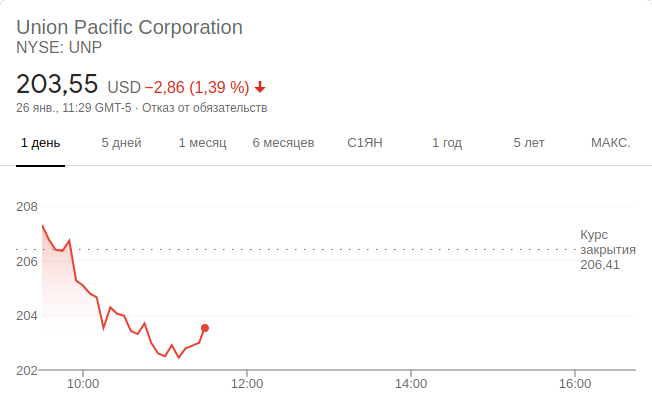 Union Pacific Corporation
NYSE: UNP
203,55 USD −2,86 (1,39 %)
26 янв., 11:29 GMT-5 · Отказ от обязательств
1 день 5 дней 1 месяц 6 месяцев С1ЯН 1 год 5 лет МАКС.
208
Курс
закрытия
206,41
206
204
202
10:00 12:00 14:00 16:00